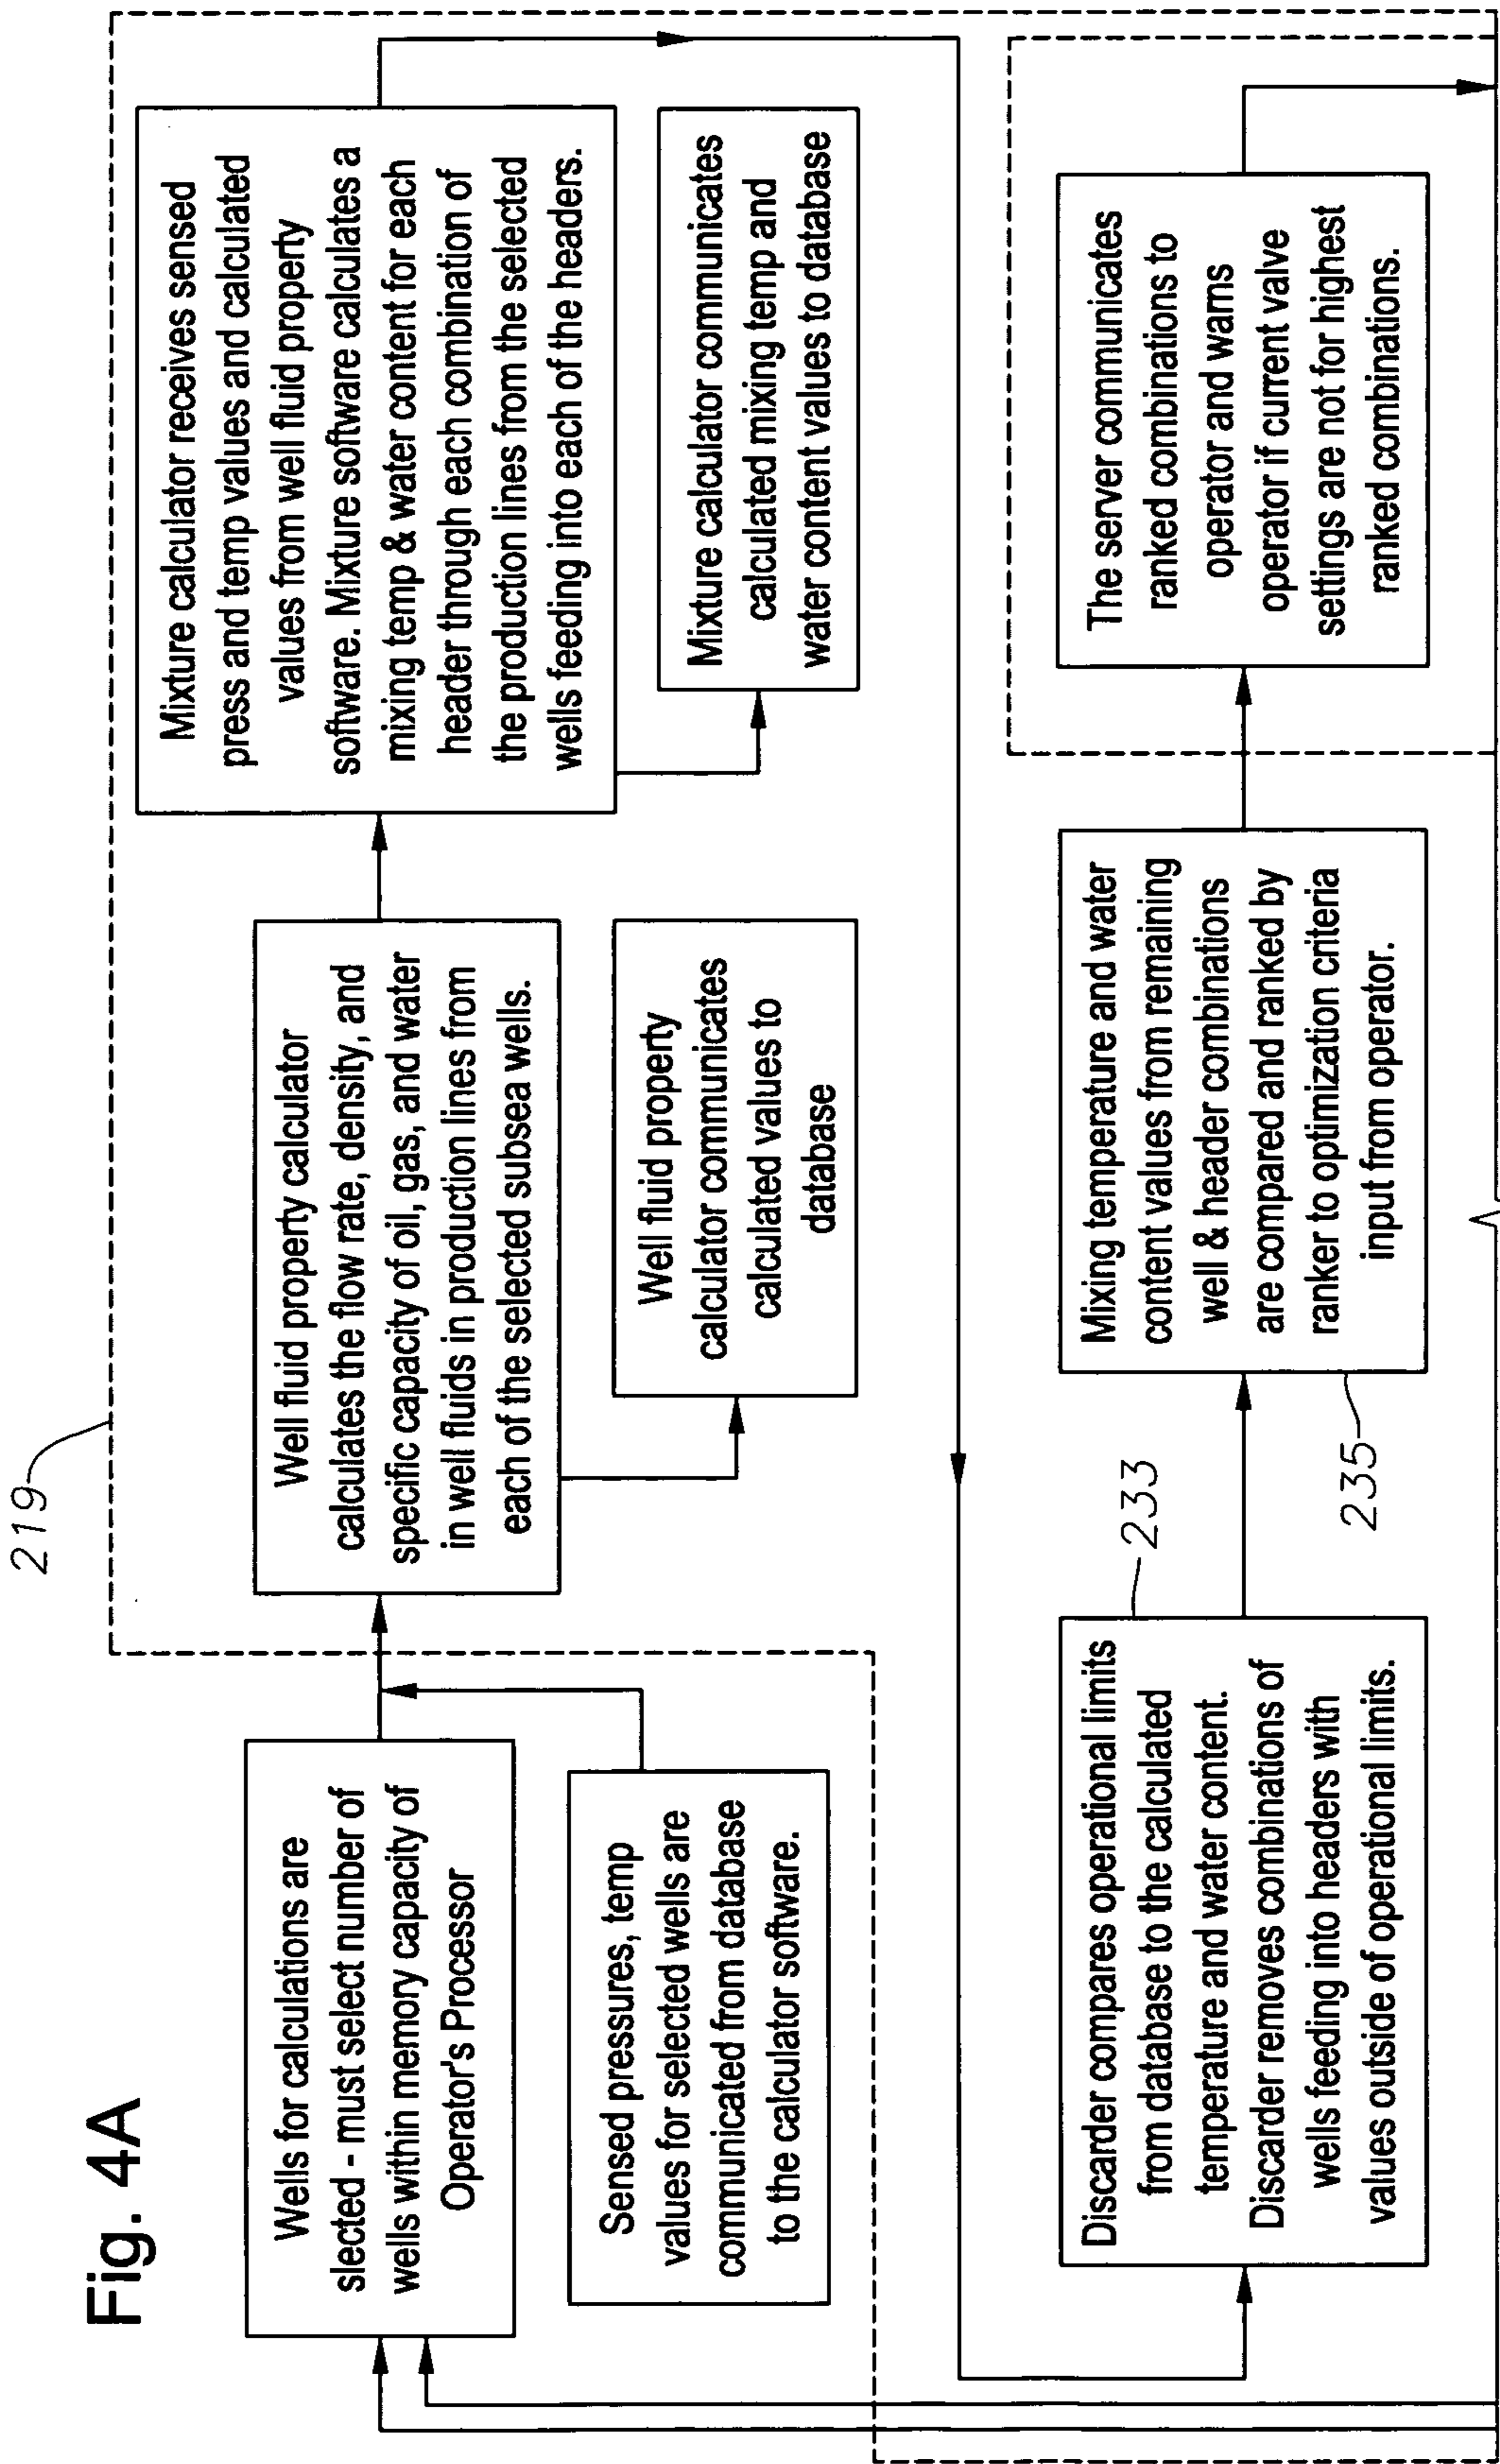 Fig. 4A
219
Wells for calculations are
slected - must select number of
wells within memory capacity of
Operator's Processor
Sensed pressures, temp
values for selected wells are
communicated from database
to the calculator software.
Well fluid property calculator
calculates the flow rate, density, and
specific capacity of oil, gas, and water
in well fluids in production lines from
each of the selected subsea wells.
Well fluid property
calculator communicates
calculated values to
database
Mixture calculator receives sensed
press and temp values and calculated
values from well fluid property
software. Mixture software calculates a
mixing temp & water content for each
header through each combination of
the production lines from the selected
wells feeding into each of the headers.
Mixture calculator communicates
calculated mixing temp and
water content values to database
Discarder compares operational limits
from database to the calculated
temperature and water content.
Discarder removes combinations of
wells feeding into headers with
values outside of operational limits.
233
Mixing temperature and water
content values from remaining
well & header combinations
are compared and ranked by
ranker to optimization criteria
input from operator.
235
The server communicates
ranked combinations to
operator and warns
operator if current valve
settings are not for highest
ranked combinations.